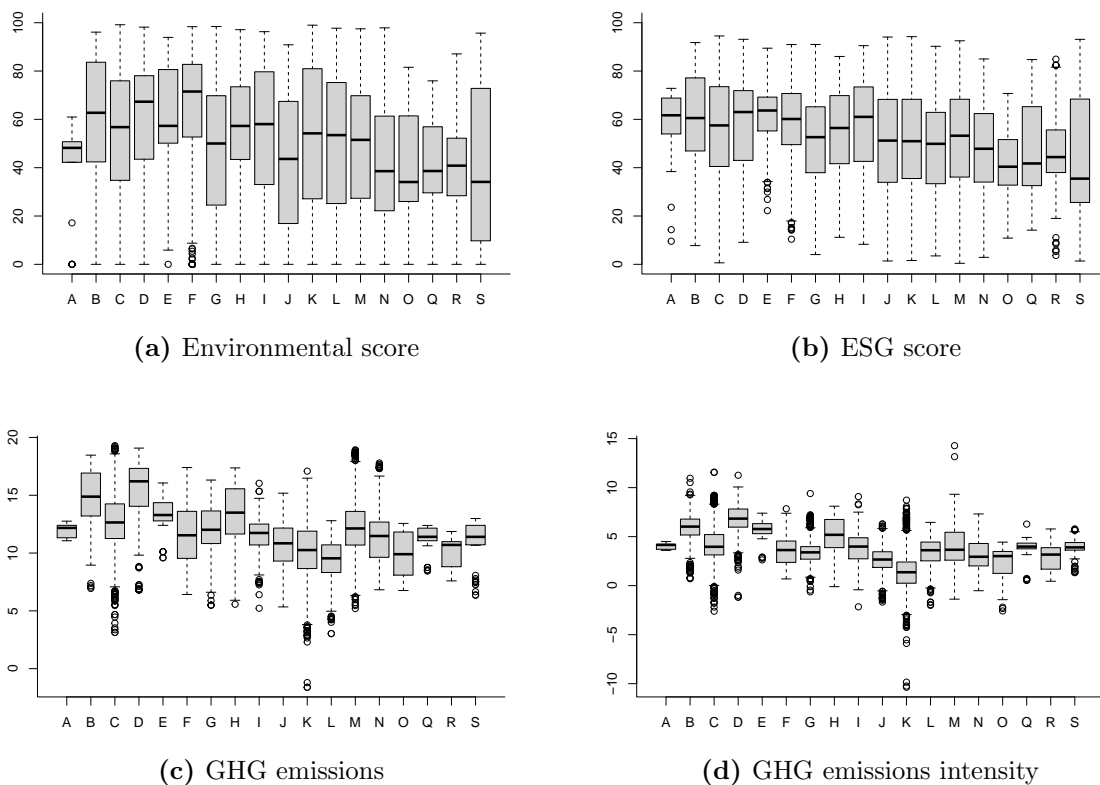 100
80
60
40
20
0
A B C D E F G H I J K L M N O Q R S
(a) Environmental score
100
80
60
40
20
0
A B C D E F G H I J K L M N O Q R S
(b) ESG score
20
15
10
5
0
A B C D E F G H I J K L M N O Q R S
(c) GHG emissions
15
10
5
0
−5
−10
A B C D E F G H I J K L M N O Q R S
(d) GHG emissions intensity